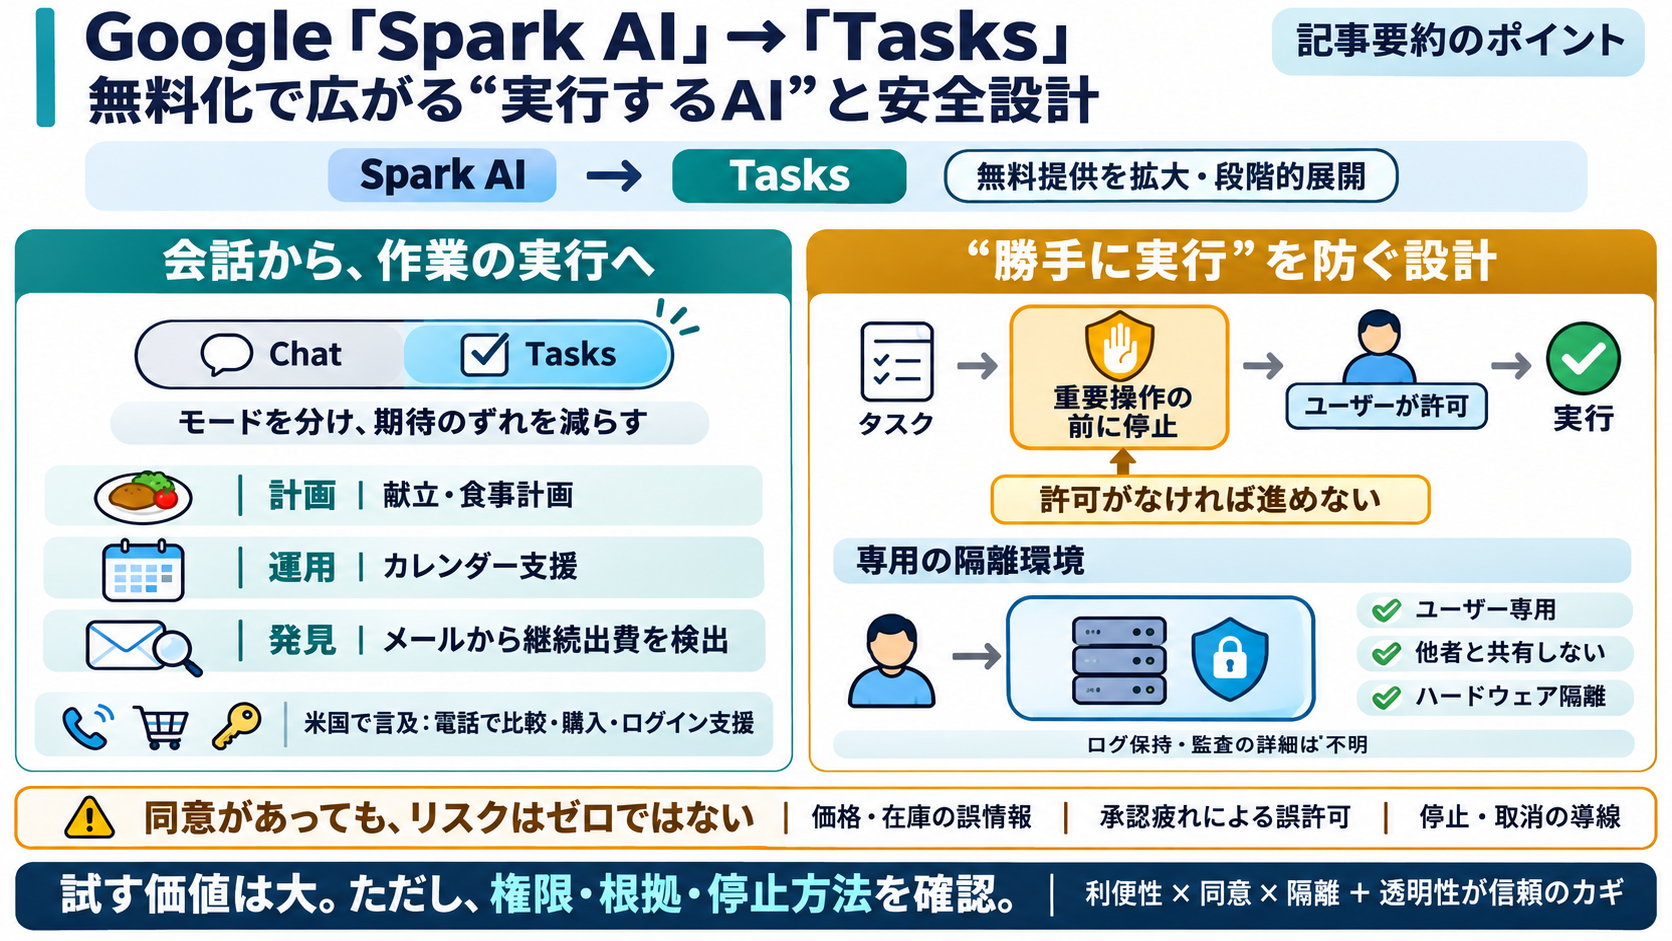 Google「Spark AI」→「Tasks」
無料化で広がる“実行するAI”と安全設計
記事要約のポイント
Spark AI → Tasks 無料提供を拡大・段階的展開
会話から、作業の実行へ
Chat Tasks
モードを分け、期待のずれを減らす
計画 | 献立・食事計画
運用 | カレンダー支援
発見 | メールから継続出費を検出
米国で言及：電話で比較・購入・ログイン支援
“勝手に実行”を防ぐ設計
タスク
重要操作の
前に停止
ユーザーが許可
実行
許可がなければ進めない
専用の隔離環境
ユーザー専用
他者と共有しない
ハードウェア隔離
ログ保持・監査の詳細は不明
同意があっても、リスクはゼロではない | 価格・在庫の誤情報 | 承認疲れによる誤許可 | 停止・取消の導線
試す価値は大。ただし、権限・根拠・停止方法を確認。 | 利便性 × 同意 × 隔離 + 透明性が信頼のカギ